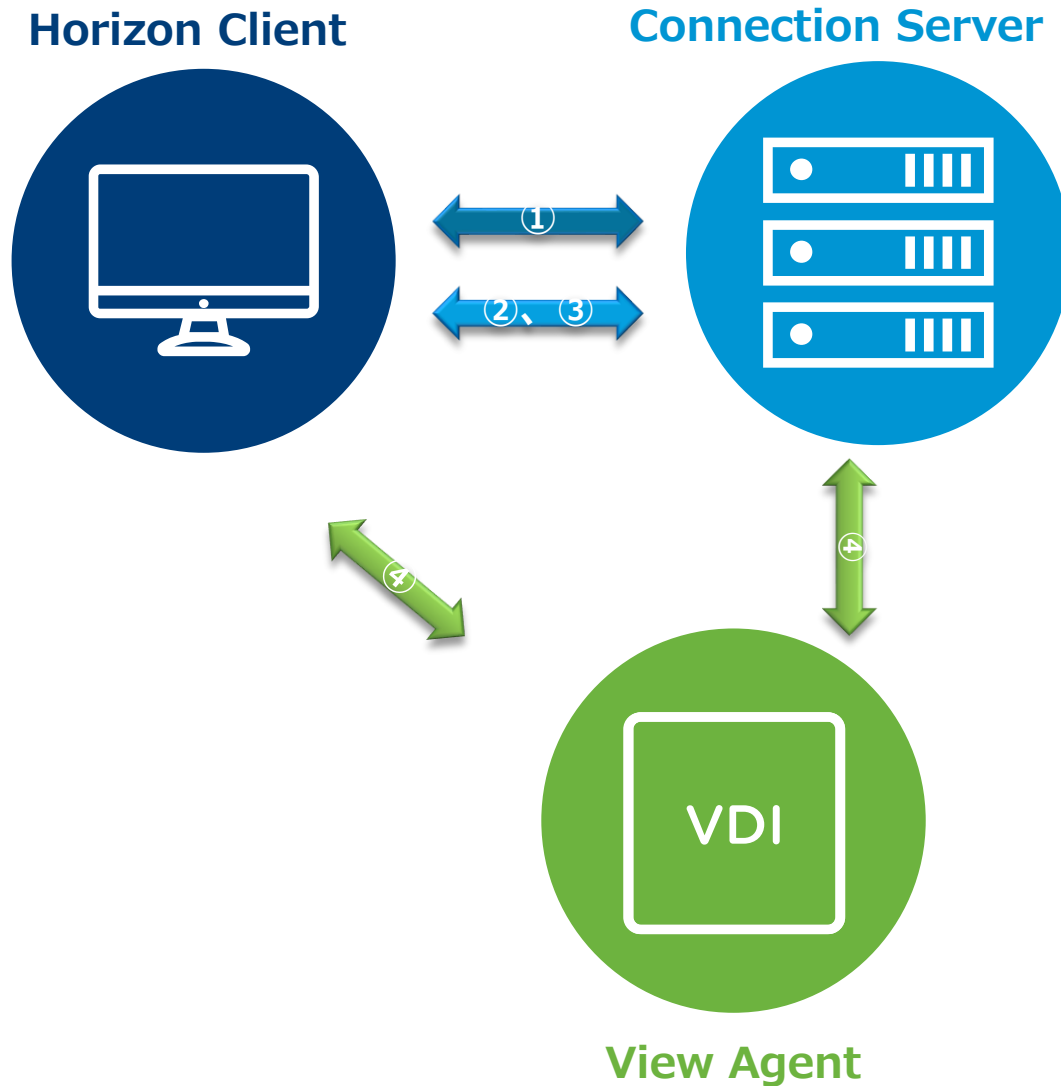 Horizon Client
Connection Server
①
②、 ③
④
④
VDI
View Agent